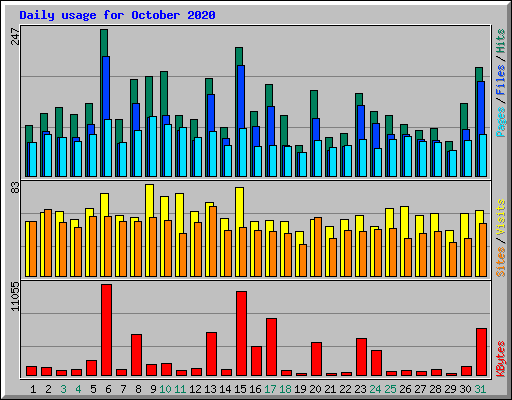 Daily usage for October 2020
247
Pages / Files / Hits
83
Sites / Visits
11055
KBytes
1 2 3 4 5 6 7 8 9 10 11 12 13 14 15 16 17 18 19 20 21 22 23 24 25 26 27 28 29 30 31